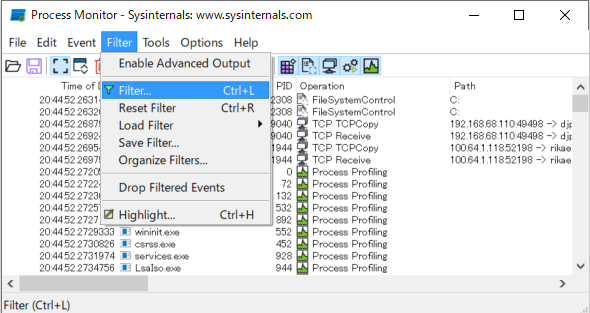 Process Monitor - Sysinternals: www.sysinternals.com
File Edit Event Filter Tools Options Help
Enable Advanced Output
Filter... Ctrl+L
Reset Filter Ctrl+R
Load Filter
Save Filter...
Organize Filters...
Drop Filtered Events
Highlight... Ctrl+H
Time of PID Operation Path
20:44:52.2631 2308 FileSystemControl C:
20:44:52.2632 2308 FileSystemControl C:
20:44:52.2687 9040 TCP TCPCopy 192.168.68.110:49498 -> djp
20:44:52.2692 9040 TCP Receive 192.168.68.110:49498 -> djp
20:44:52.2695 1944 TCP TCPCopy 100.64.1.118:52198 -> rikae
20:44:52.2697 1944 TCP Receive 100.64.1.118:52198 -> rikae
20:44:52.2720 0 Process Profiling
20:44:52.2722 72 Process Profiling
20:44:52.2723 132 Process Profiling
20:44:52.2725 532 Process Profiling
20:44:52.2727 892 Process Profiling
20:44:52.2729333 wininit.exe 552 Process Profiling
20:44:52.2730826 csrss.exe 452 Process Profiling
20:44:52.2731974 services.exe 928 Process Profiling
20:44:52.2734756 LsaIso.exe 944 Process Profiling
Filter (Ctrl+L)